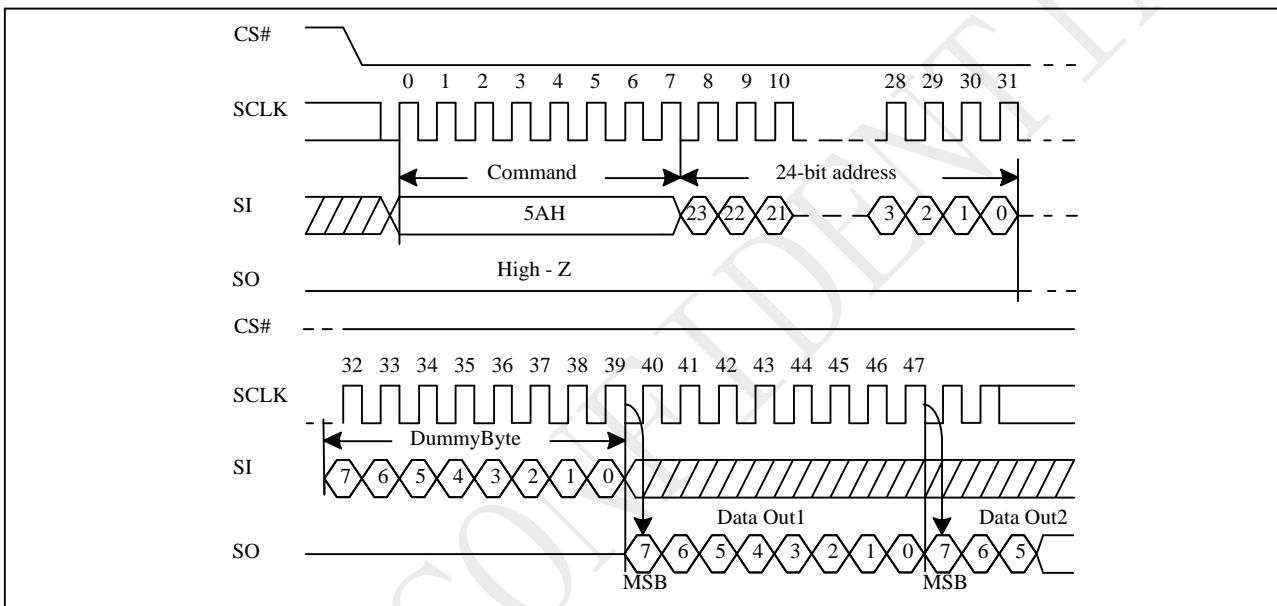 CS#
0 1 2 3 4 5 6 7 8 9 10 28 29 30 31
SCLK
Command 24-bit address
SI 5AH 23 22 21 3 2 1 0
High - Z
SO
CS#
32 33 34 35 36 37 38 39 40 41 42 43 44 45 46 47
SCLK
DummyByte
SI 7 6 5 4 3 2 1 0
Data Out1 Data Out2
SO 7 6 5 4 3 2 1 0 7 6 5
MSB MSB
CONFIDENTI